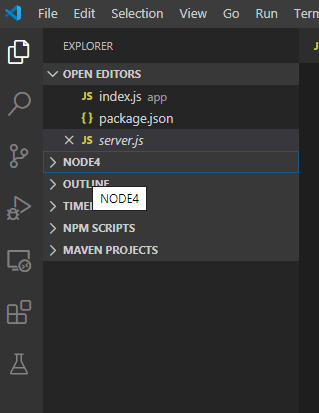 File Edit Selection View Go Run Termi
EXPLORER
OPEN EDITORS
JS index.js app
{ } package.json
JS server.js
NODE4
OUTLINE
NODE4
NPM SCRIPTS
MAVEN PROJECTS